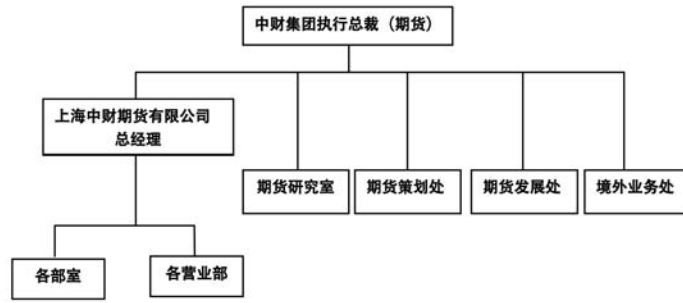 中财集团执行总裁（期货）
上海中财期货有限公司
总经理
期货研究室
期货策划处
期货发展处
境外业务处
各部室
各营业部